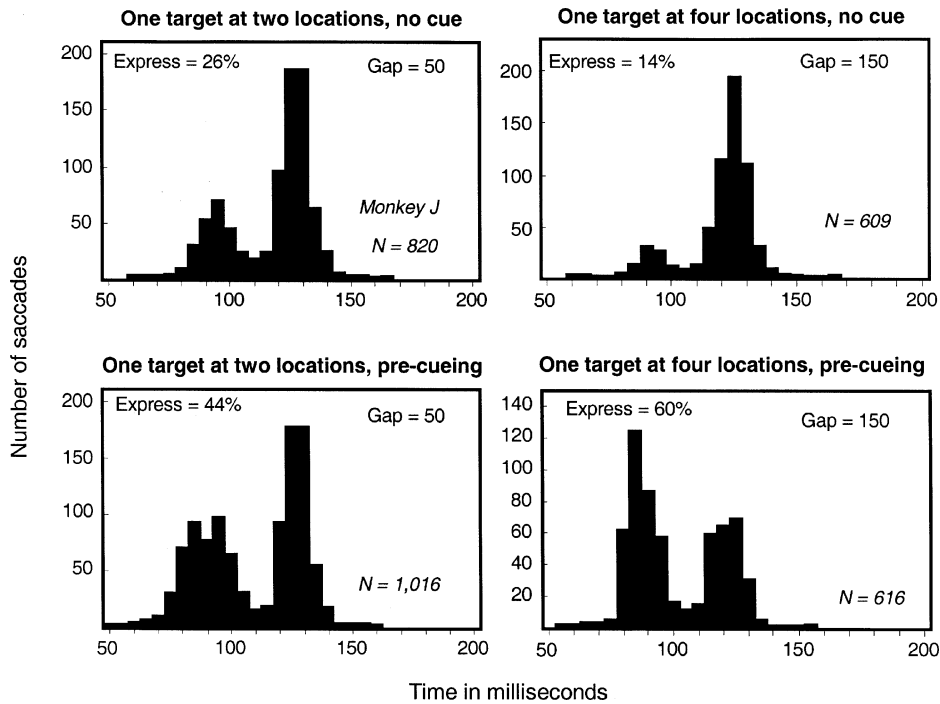 One target at two locations, no cue
Express = 26%
Gap = 50
200
150
100
50
Monkey J
N = 820
50
100
150
200
One target at four locations, no cue
Express = 14%
Gap = 150
200
150
100
50
N = 609
50
100
150
200
Number of saccades
One target at two locations, pre-cueing
Express = 44%
Gap = 50
200
150
100
50
N = 1,016
50
100
150
200
One target at four locations, pre-cueing
Express = 60%
Gap = 150
140
120
100
80
60
40
20
N = 616
50
100
150
200
Time in milliseconds